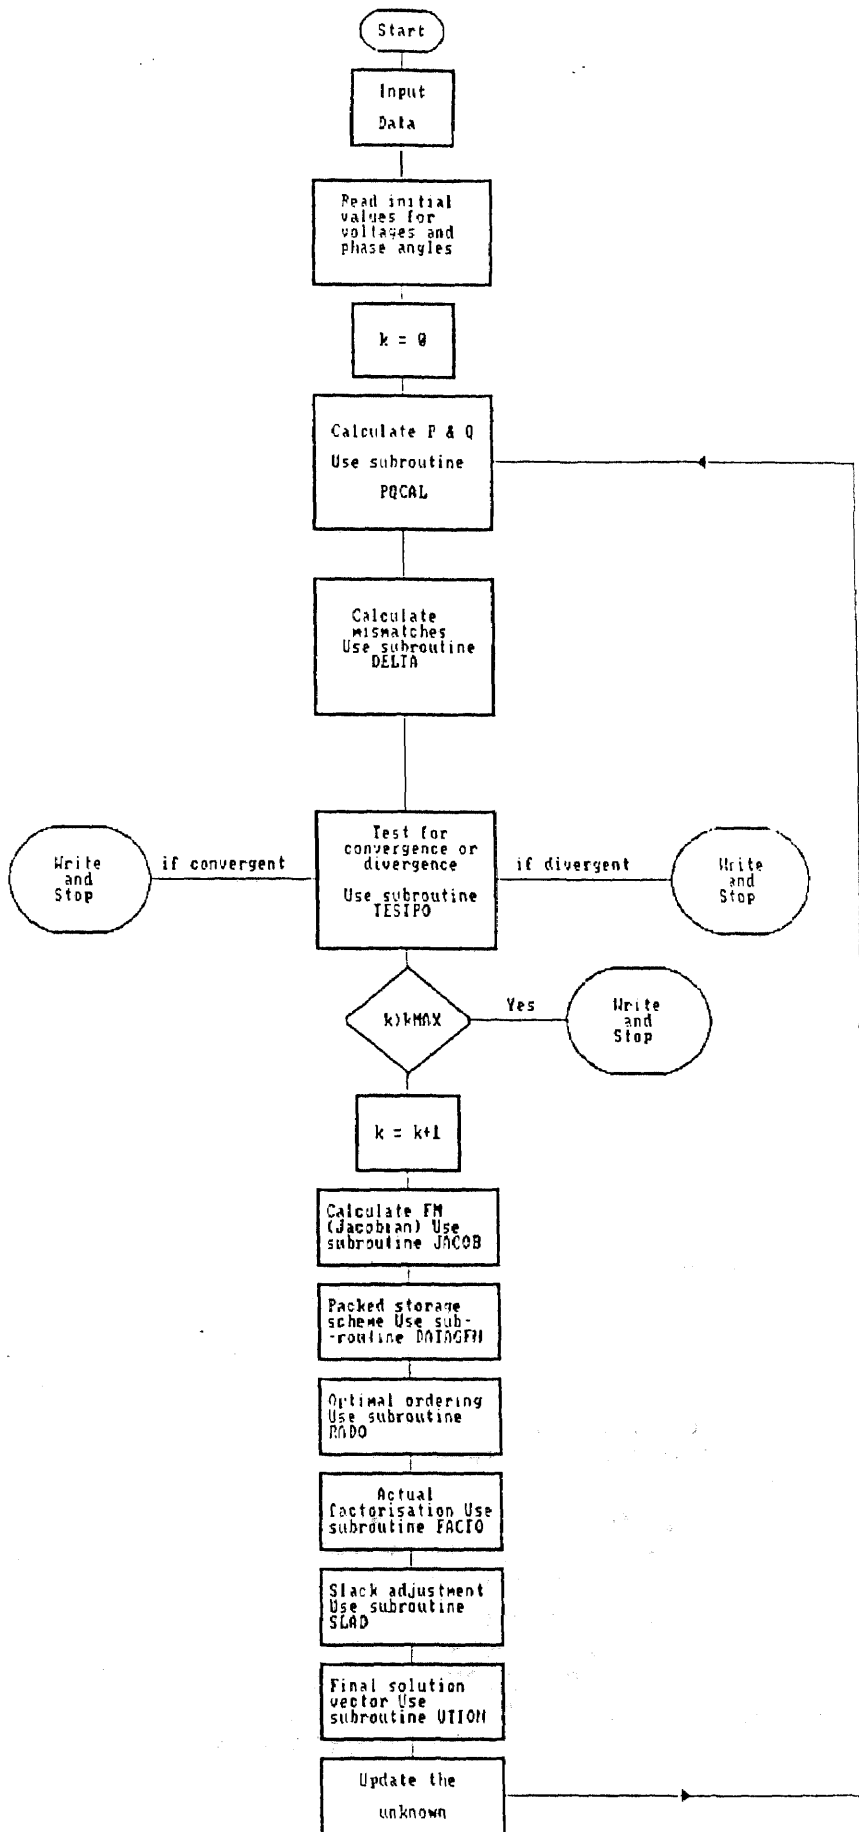 Start
Input
Data
Read initial
values for
voltages and
phase angles
k = 0
Calculate P & Q
Use subroutine
PQCAL
Calculate
mismatches
Use subroutine
DELTA
Test for
convergence or
divergence
Use subroutine
TESTPO
if convergent
Write
and
Stop
if divergent
Write
and
Stop
k>kMAX
Yes
Write
and
Stop
k = k+1
Calculate FM
(Jacobian) Use
subroutine JACOB
Packed storage
scheme Use sub-
-routine DATAGFM
Optimal ordering
Use subroutine
Actual
factorisation Use
subroutine FACTO
Slack adjustment
Use subroutine
SLAD
Final solution
vector Use
subroutine UTION
Update the
unknown